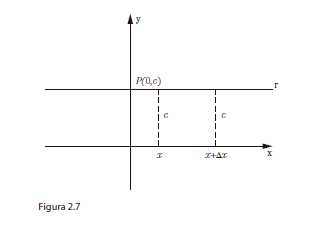 y
P(0,c)
r
c
c
x
x+Δx
x
Figura 2.7